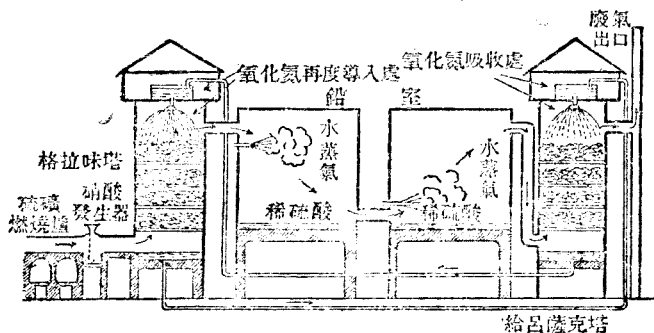 廢氣
出口
氧化氮再度導入處
氧化氮吸收處
鉛室
水蒸氣
水蒸氣
格拉咪塔
硫礦
燃燒爐
硝酸
發生器
稀硫酸
稀硫酸
給呂薩克塔